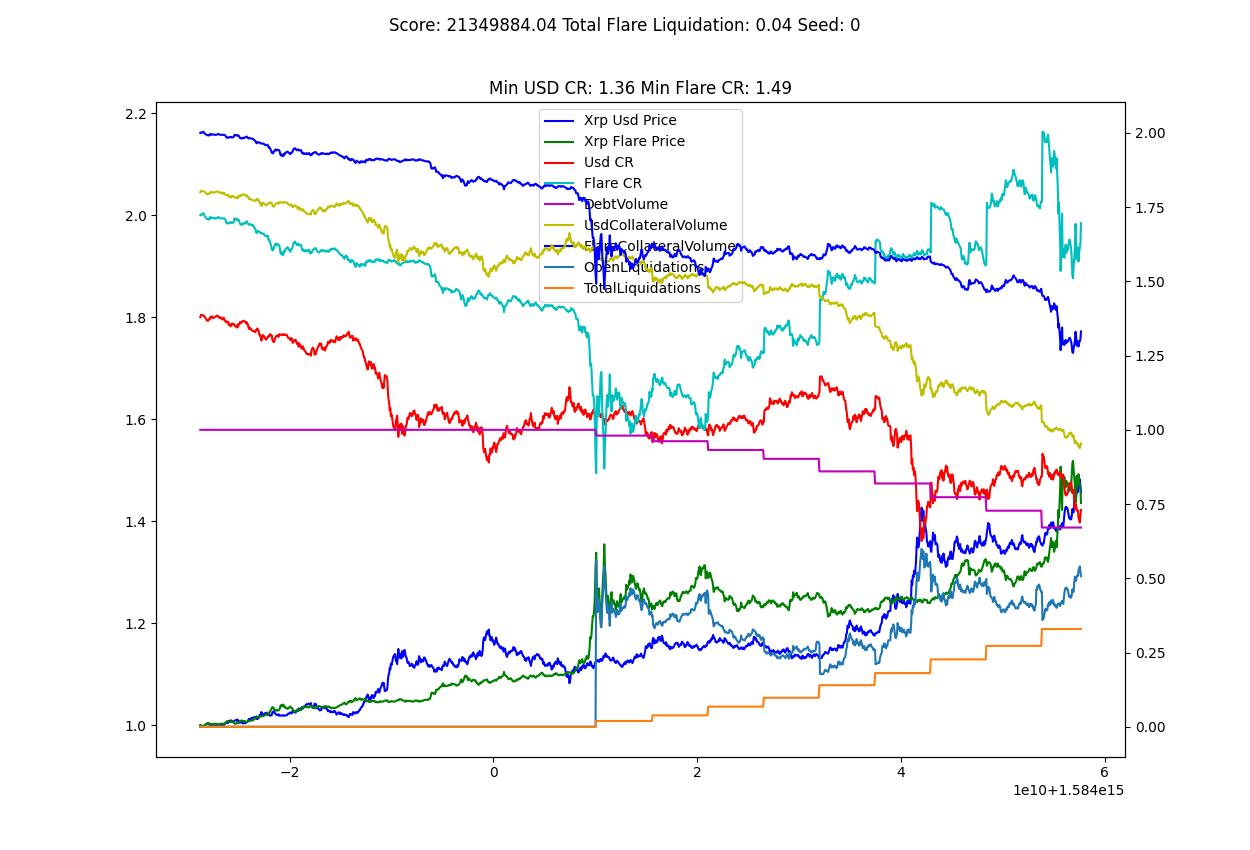 Score: 21349884.04 Total Flare Liquidation: 0.04 Seed: 0
Min USD CR: 1.36 Min Flare CR: 1.49
Xrp Usd Price
Xrp Flare Price
Usd CR
Flare CR
DebtVolume
UsdCollateralVolume
FlareCollateralVolume
OpenLiquidations
TotalLiquidations
2.2
2.0
1.8
1.6
1.4
1.2
1.0
2.00
1.75
1.50
1.25
1.00
0.75
0.50
0.25
0.00
−2 0 2 4 6
1e10+1.584e15